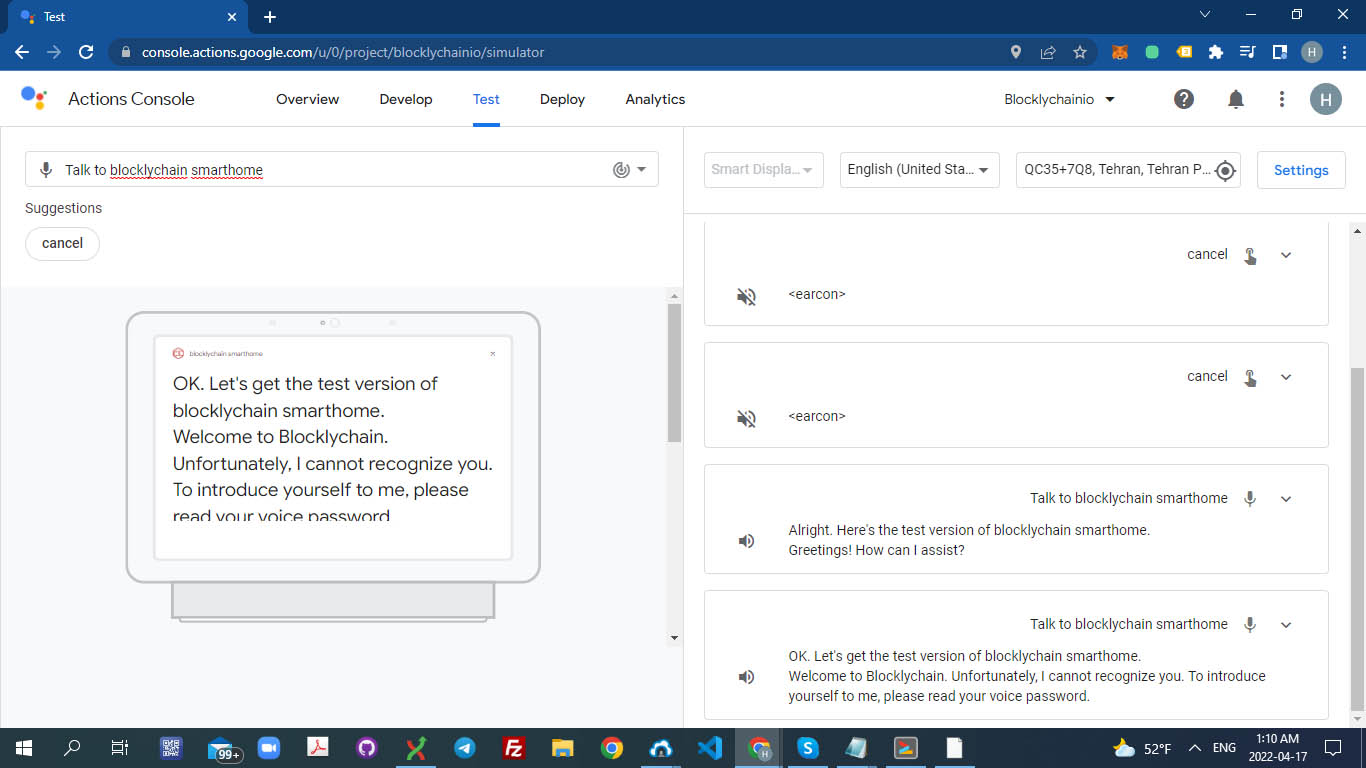 Test
console.actions.google.com/u/0/project/blocklychainio/simulator
H
Actions Console
Overview
Develop
Test
Deploy
Analytics
Blocklychainio
H
Talk to blocklychain smarthome
Suggestions
cancel
blocklychain smarthome
OK. Let's get the test version of
blocklychain smarthome.
Welcome to Blocklychain.
Unfortunately, I cannot recognize you.
To introduce yourself to me, please
read your voice password
Smart Displa...
English (United Sta...
QC35+7Q8, Tehran, Tehran P...
Settings
cancel
<earcon>
cancel
<earcon>
Talk to blocklychain smarthome
Alright. Here's the test version of blocklychain smarthome.
Greetings! How can I assist?
Talk to blocklychain smarthome
OK. Let's get the test version of blocklychain smarthome.
Welcome to Blocklychain. Unfortunately, I cannot recognize you. To introduce
yourself to me, please read your voice password.
99+
52°F
ENG
1:10 AM
2022-04-17